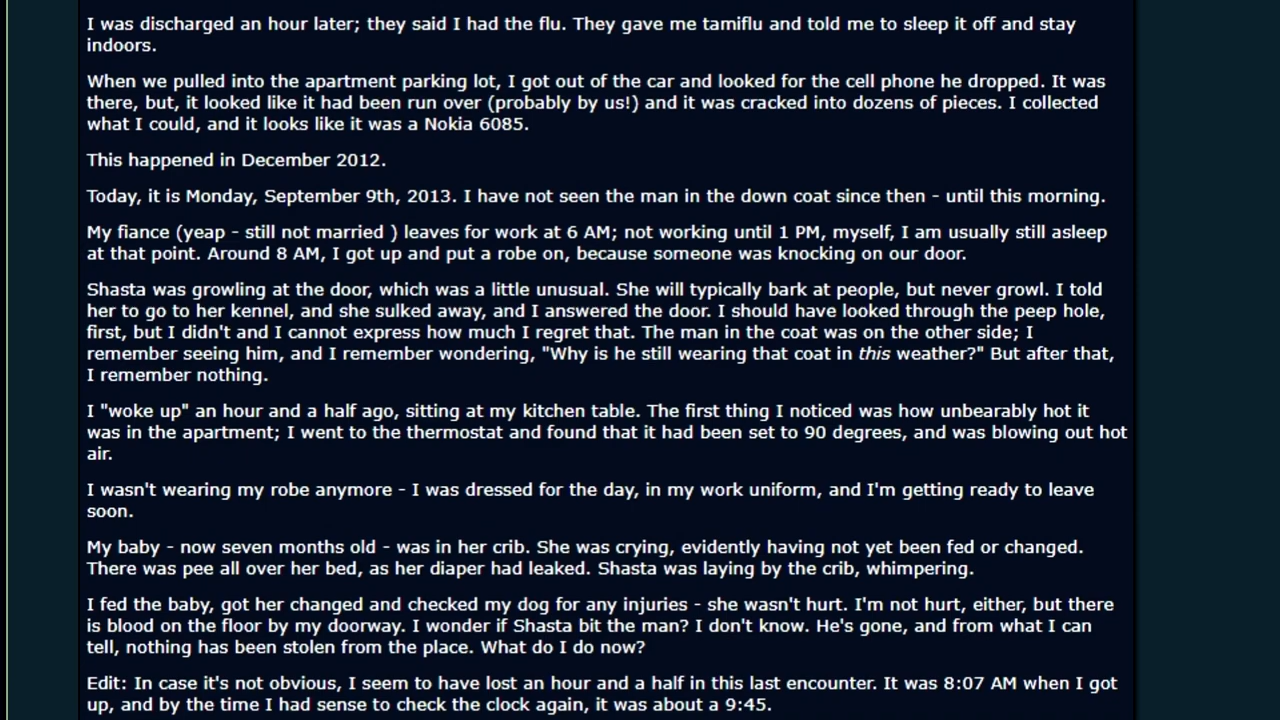 I was discharged an hour later; they said I had the flu. They gave me tamiflu and told me to sleep it off and stay
indoors.
When we pulled into the apartment parking lot, I got out of the car and looked for the cell phone he dropped. It was
there, but, it looked like it had been run over (probably by us!) and it was cracked into dozens of pieces. I collected
what I could, and it looks like it was a Nokia 6085.
This happened in December 2012.
Today, it is Monday, September 9th, 2013. I have not seen the man in the down coat since then - until this morning.
My fiance (yeap - still not married ) leaves for work at 6 AM; not working until 1 PM, myself, I am usually still asleep
at that point. Around 8 AM, I got up and put a robe on, because someone was knocking on our door.
Shasta was growling at the door, which was a little unusual. She will typically bark at people, but never growl. I told
her to go to her kennel, and she sulked away, and I answered the door. I should have looked through the peep hole,
first, but I didn't and I cannot express how much I regret that. The man in the coat was on the other side; I
remember seeing him, and I remember wondering, "Why is he still wearing that coat in this weather?" But after that,
I remember nothing.
I "woke up" an hour and a half ago, sitting at my kitchen table. The first thing I noticed was how unbearably hot it
was in the apartment; I went to the thermostat and found that it had been set to 90 degrees, and was blowing out hot
air.
I wasn't wearing my robe anymore - I was dressed for the day, in my work uniform, and I'm getting ready to leave
soon.
My baby - now seven months old - was in her crib. She was crying, evidently having not yet been fed or changed.
There was pee all over her bed, as her diaper had leaked. Shasta was laying by the crib, whimpering.
I fed the baby, got her changed and checked my dog for any injuries - she wasn't hurt. I'm not hurt, either, but there
is blood on the floor by my doorway. I wonder if Shasta bit the man? I don't know. He's gone, and from what I can
tell, nothing has been stolen from the place. What do I do now?
Edit: In case it's not obvious, I seem to have lost an hour and a half in this last encounter. It was 8:07 AM when I got
up, and by the time I had sense to check the clock again, it was about a 9:45.